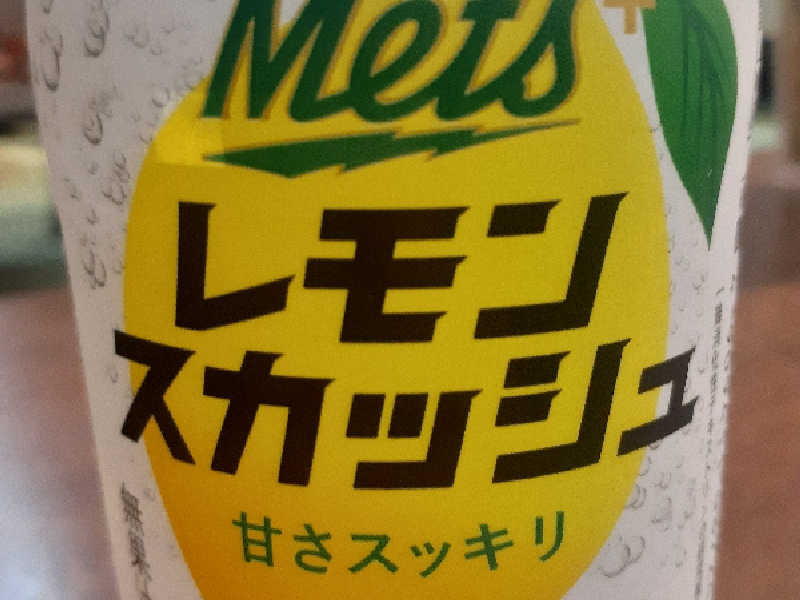 Mets
+
レモン
スカッシュ
甘さスッキリ